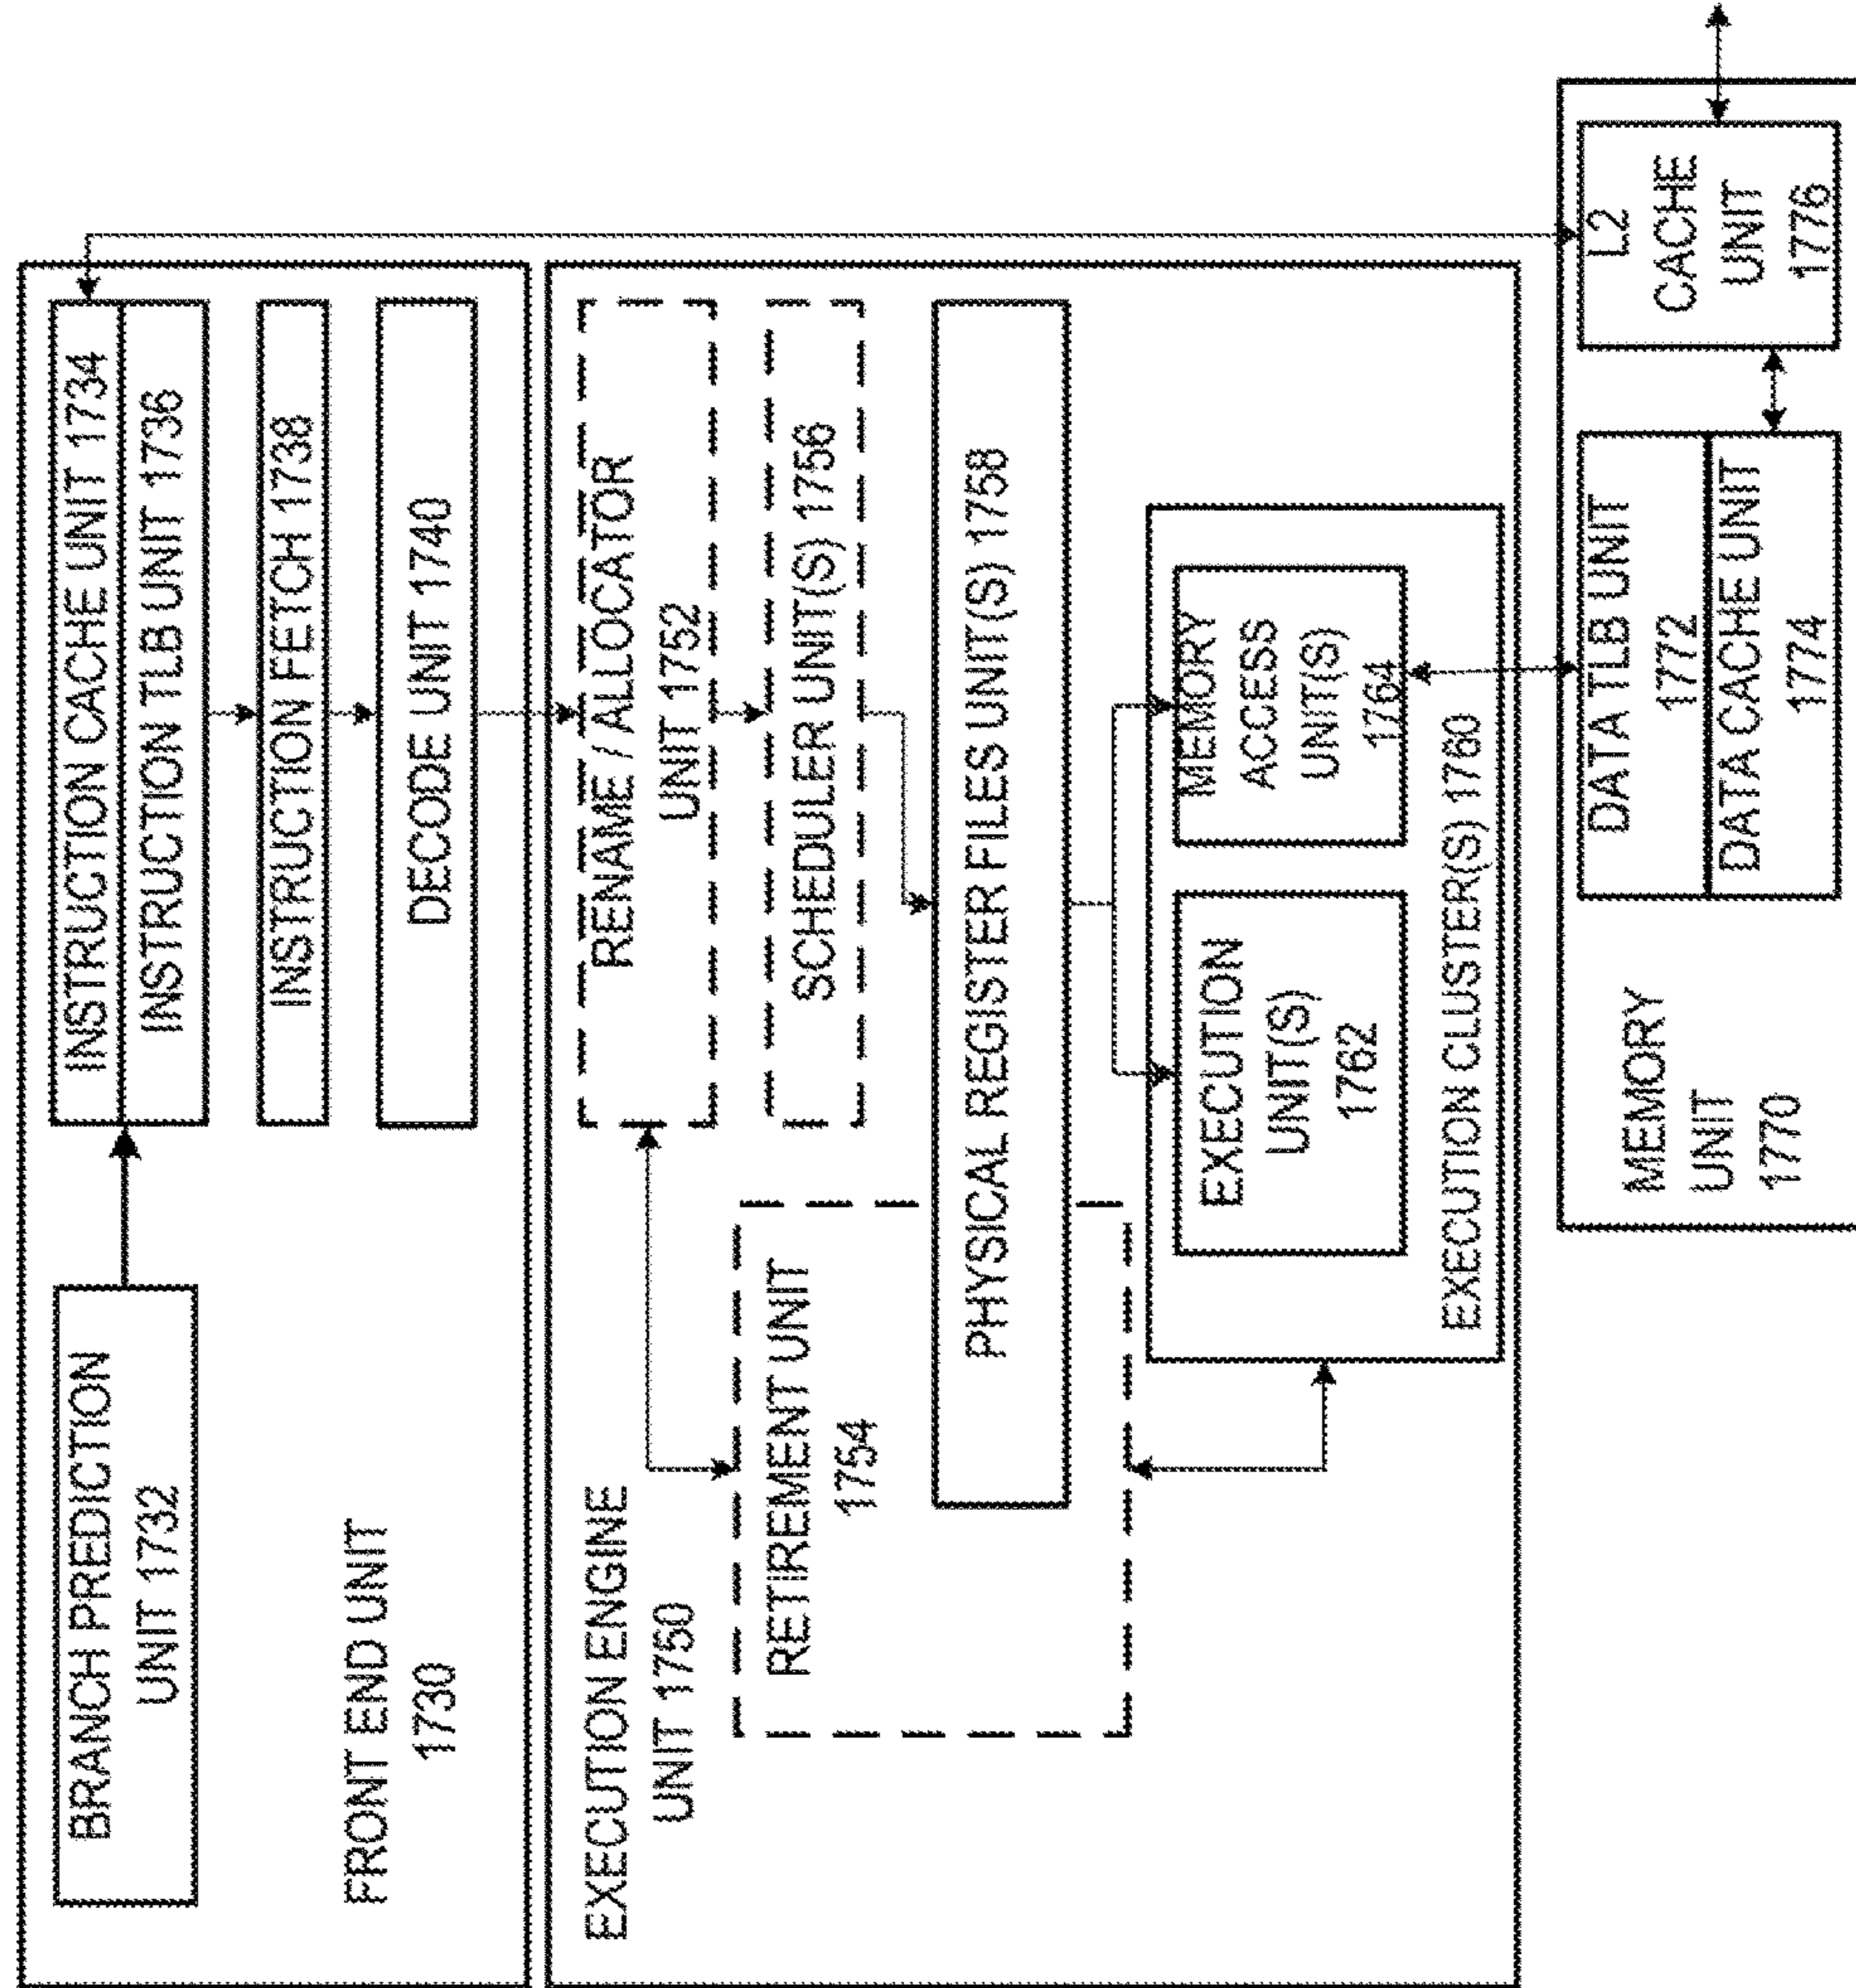 BRANCH PREDICTION
UNIT 1732
INSTRUCTION CACHE UNIT 1734
INSTRUCTION TLB UNIT 1736
INSTRUCTION FETCH 1738
FRONT END UNIT
1730
DECODE UNIT 1740
EXECUTION ENGINE
UNIT 1750
RENAME / ALLOCATOR
UNIT 1752
RETIREMENT UNIT
1754
SCHEDULER UNIT(S) 1756
PHYSICAL REGISTER FILES UNIT(S) 1758
EXECUTION
UNIT(S)
1762
MEMORY
ACCESS
UNIT(S)
1764
EXECUTION CLUSTER(S) 1760
MEMORY
UNIT
1770
DATA TLB UNIT
1772
DATA CACHE UNIT
1774
L2
CACHE
UNIT
1776